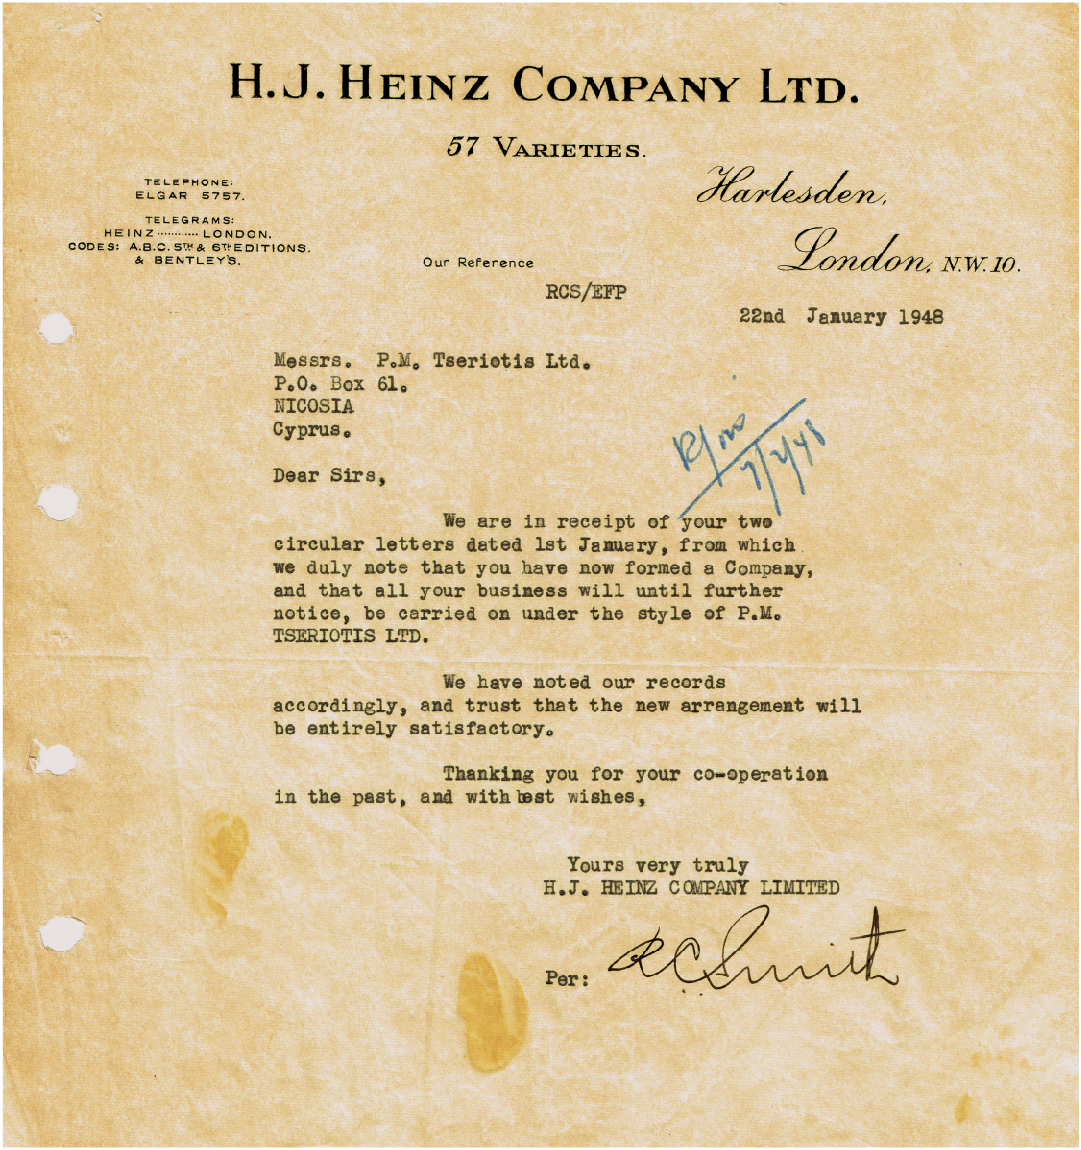 H.J. HEINZ COMPANY LTD.
57 VARIETIES.
TELEPHONE:
ELGAR 5757.
TELEGRAMS:
HEINZ............LONDON.
CODES: A.B.C. 5TH & 6TH EDITIONS.
& BENTLEY'S.
Harlesden,
London, N.W.10.
Our Reference
RCS/EFP
22nd January 1948
Messrs. P.M. Tseriotis Ltd.
P.O. Box 61.
NICOSIA
Cyprus.
7/2/48
Dear Sirs,
We are in receipt of your two
circular letters dated 1st January, from which
we duly note that you have now formed a Company,
and that all your business will until further
notice, be carried on under the style of P.M.
TSERIOTIS LTD.
We have noted our records
accordingly, and trust that the new arrangement will
be entirely satisfactory.
Thanking you for your co-operation
in the past, and with best wishes,
Yours very truly
H.J. HEINZ COMPANY LIMITED
Per: R C Smith